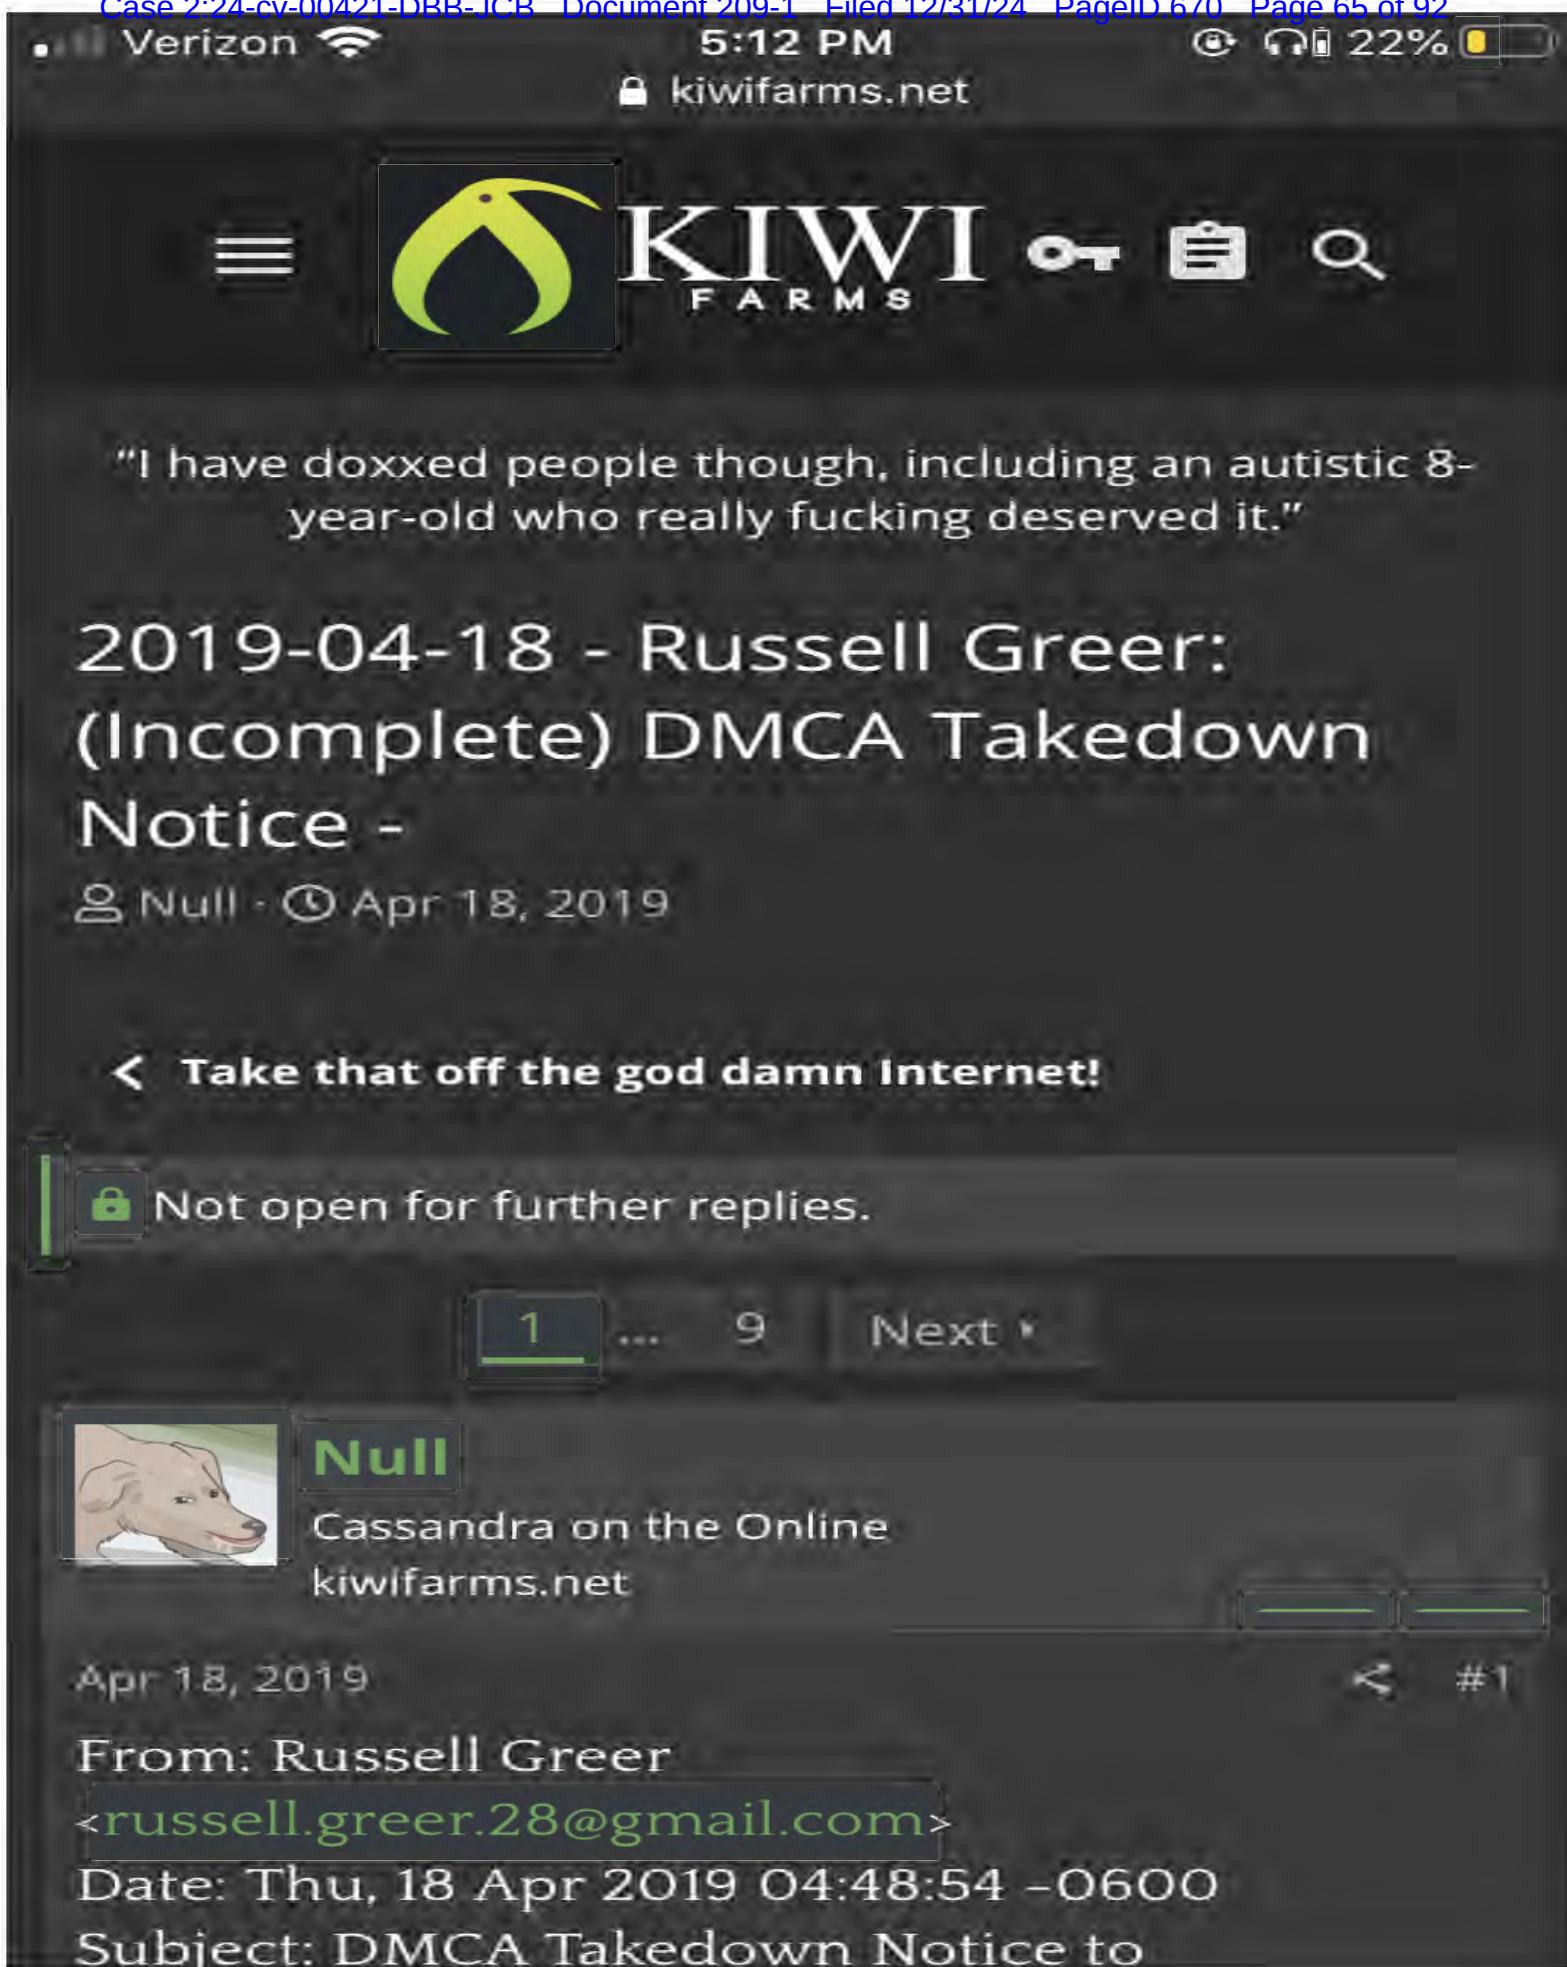 Case 2:24-cv-00421-DBB-JCB Document 209-1 Filed 12/31/24 PageID.670 Page 65 of 92
Verizon 5:12 PM 22%
kiwifarms.net
KIWI
FARMS
“I have doxxed people though, including an autistic 8-
year-old who really fucking deserved it.”
2019-04-18 - Russell Greer:
(Incomplete) DMCA Takedown
Notice -
Null · Apr 18, 2019
Take that off the god damn Internet!
Not open for further replies.
1 ... 9 Next
Null
Cassandra on the Online
kiwifarms.net
Apr 18, 2019 #1
From: Russell Greer
<russell.greer.28@gmail.com>
Date: Thu, 18 Apr 2019 04:48:54 -0600
Subject: DMCA Takedown Notice to